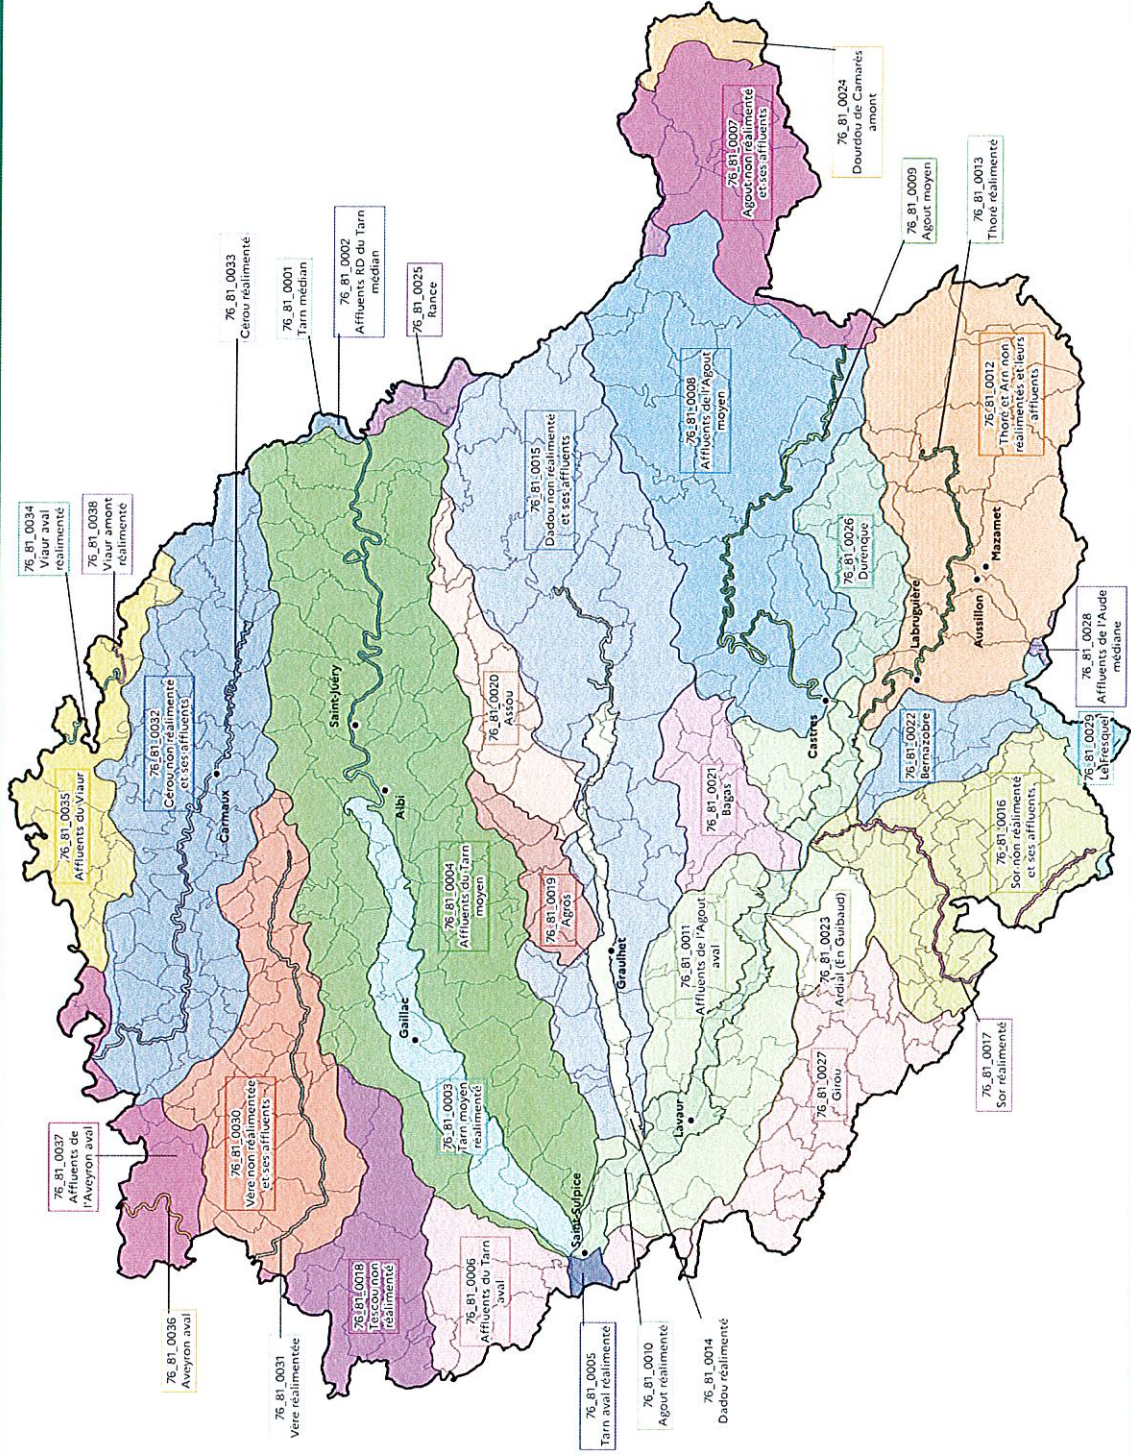 76_81_0034
Viaur aval
réalimenté
76_81_0038
Viaur amont
réalimenté
76_81_0033
Cérou réalimenté
76_81_0001
Tarn médian
76_81_0002
Affluents RD du Tarn
médian
76_81_0025
Rance
76_81_0007
Agout non réalimenté
et ses affluents
76_81_0024
Dourdou de Camarès
amont
76_81_0009
Agout moyen
76_81_0013
Thoré réalimenté
76_81_0035
Affluents du Viaur
76_81_0032
Cérou non réalimenté
et ses affluents
Carmaux
Saint-Juéry
Albi
76_81_0020
Assou
76_81_0015
Dadou non réalimenté
et ses affluents
76_81_0008
Affluents de l'Agout
moyen
76_81_0026
Durenque
76_81_0012
Thoré et Arn non
réalimentés et leurs
affluents
Labruguière
Aussillon
Mazamet
76_81_0028
Affluents de l'Aude
médiane
76_81_0029
Le Fresquel
76_81_0022
Bernazobre
Castres
76_81_0021
Bagas
76_81_0016
Sor non réalimenté
et ses affluents
76_81_0004
Affluents du Tarn
moyen
76_81_0019
Agros
Graulhet
76_81_0011
Affluents de l'Agout
aval
76_81_0023
Ardial (En Guibaud)
76_81_0017
Sor réalimenté
76_81_0027
Girou
Lavaur
Gaillac
76_81_0003
Tarn moyen
réalimenté
Saint-Sulpice
76_81_0037
Affluents de
l'Aveyron aval
76_81_0030
Vère non réalimentée
et ses affluents
76_81_0036
Aveyron aval
76_81_0031
Vère réalimentée
76_81_0018
Tescou non
réalimenté
76_81_0006
Affluents du Tarn
aval
76_81_0005
Tarn aval réalimenté
76_81_0010
Agout réalimenté
76_81_0014
Dadou réalimenté